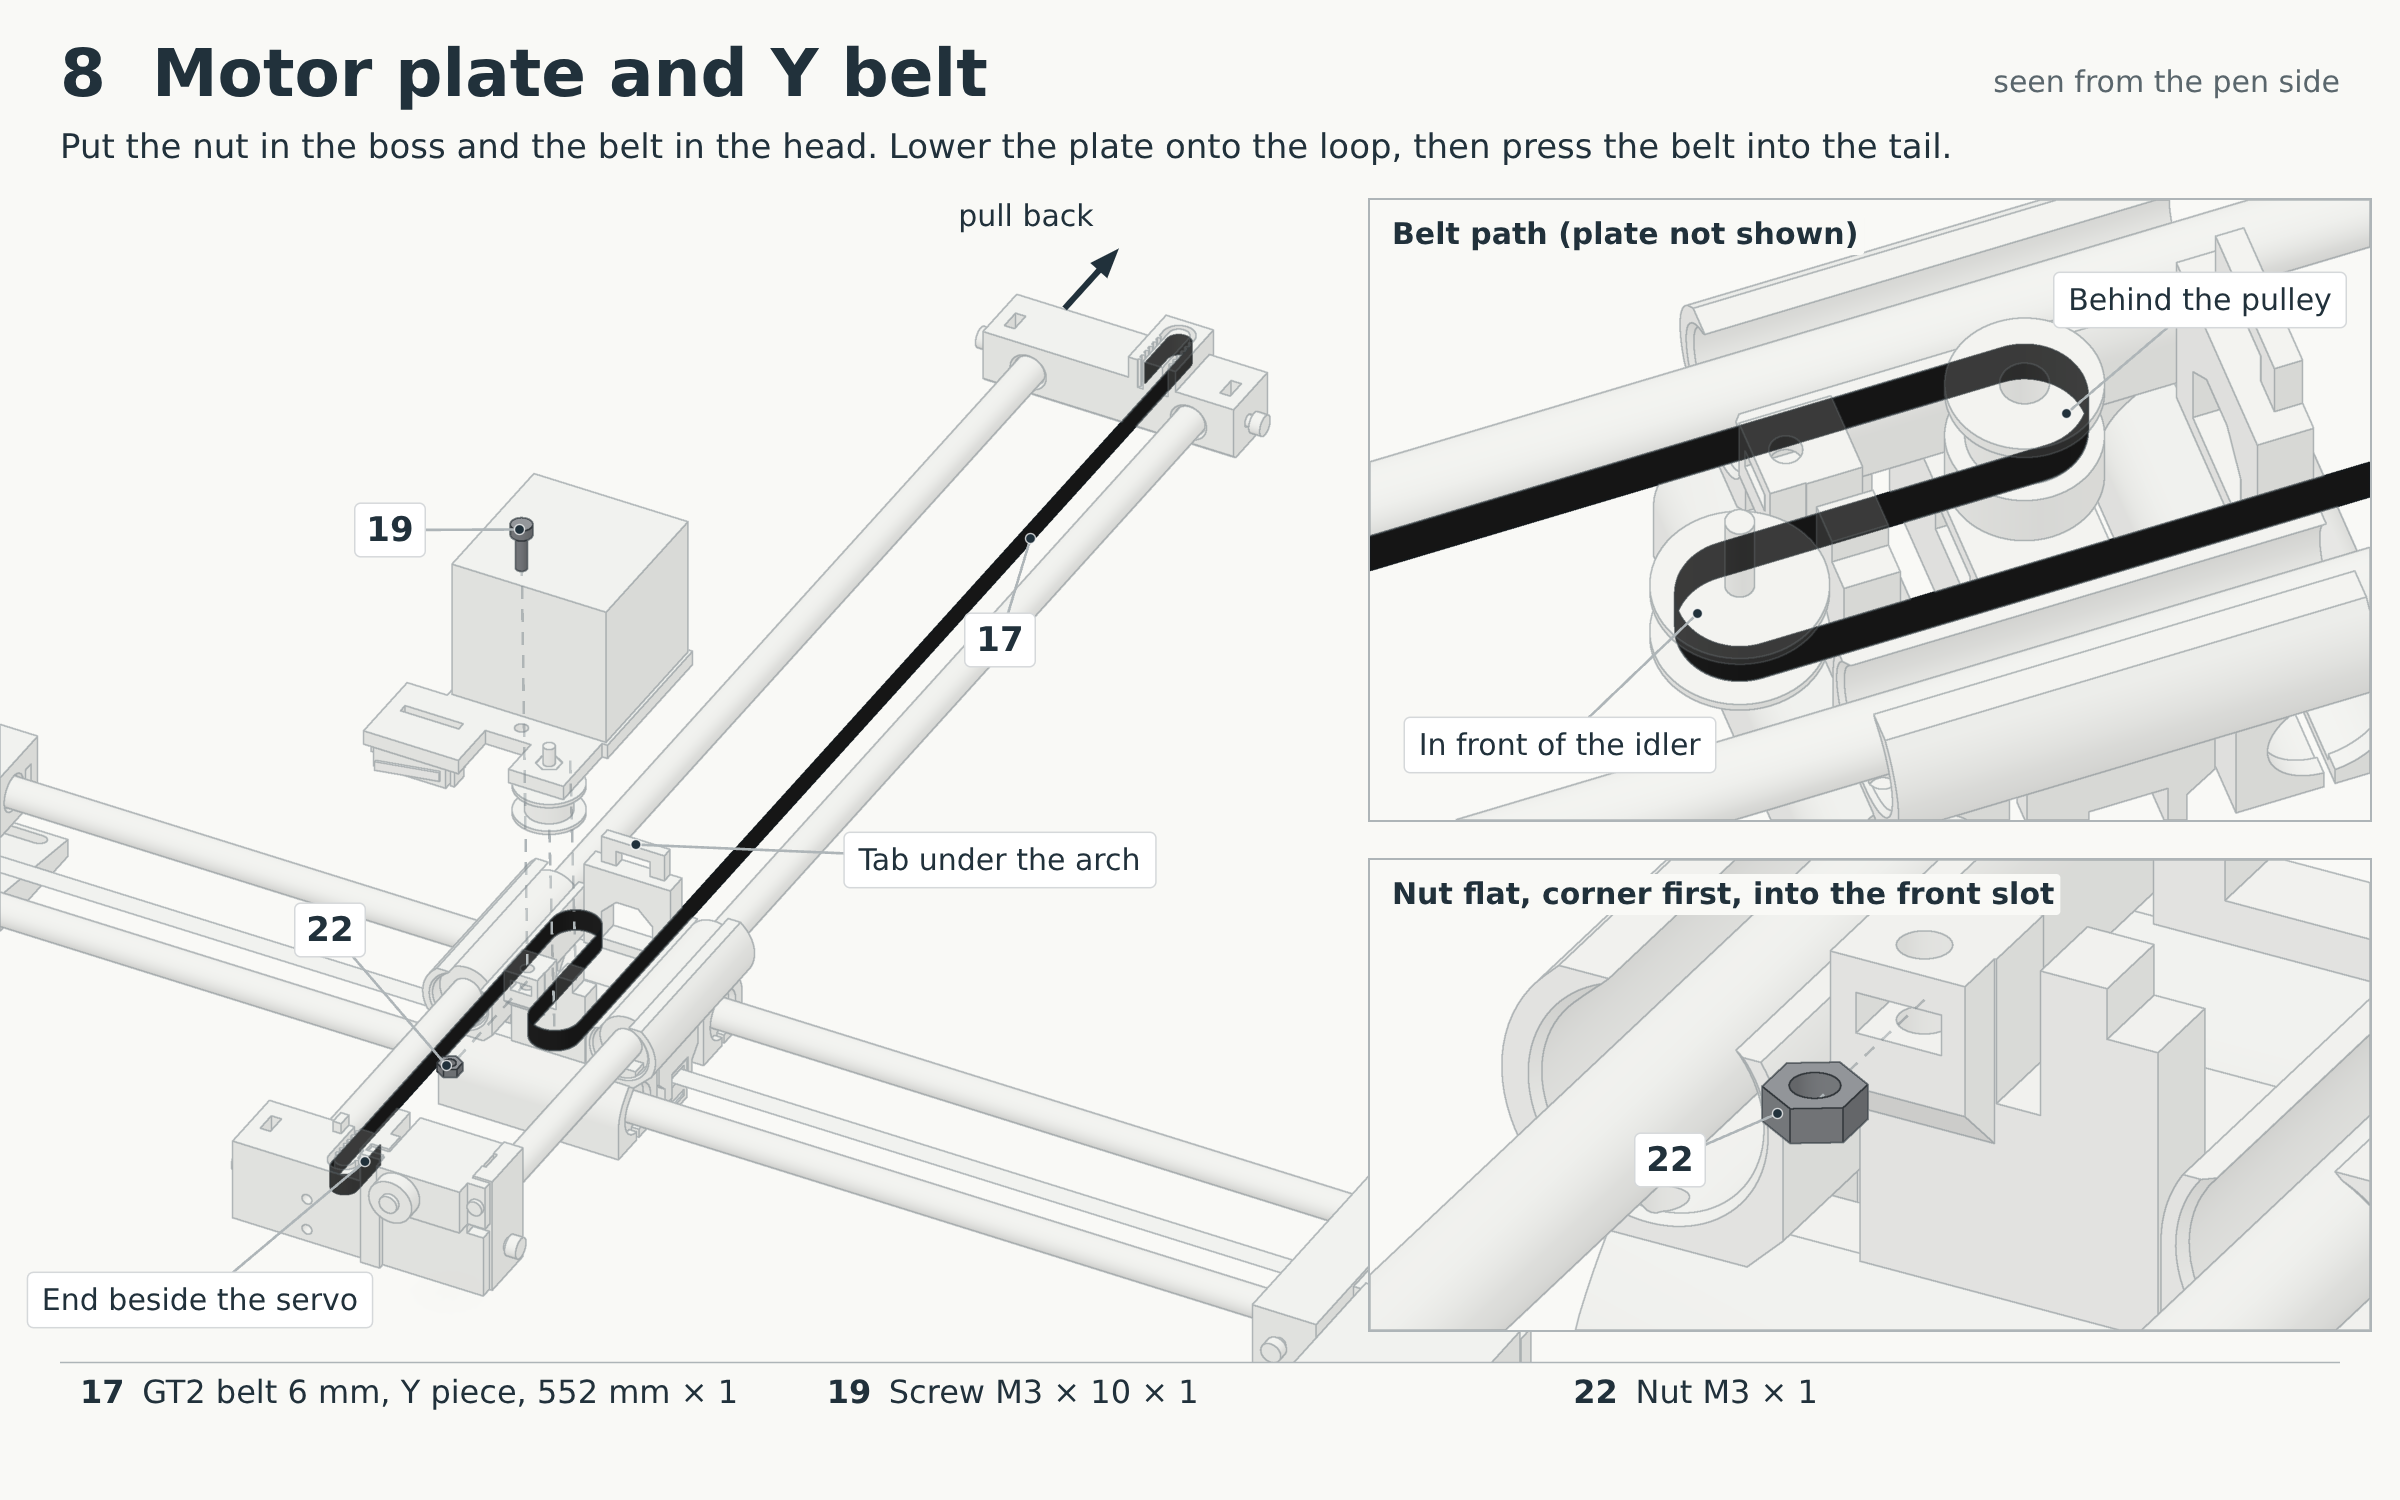 8 Motor plate and Y belt
seen from the pen side
Put the nut in the boss and the belt in the head. Lower the plate onto the loop, then press the belt into the tail.
pull back
19
17
Tab under the arch
22
End beside the servo
Belt path (plate not shown)
Behind the pulley
In front of the idler
Nut flat, corner first, into the front slot
22
17 GT2 belt 6 mm, Y piece, 552 mm × 1
19 Screw M3 × 10 × 1
22 Nut M3 × 1